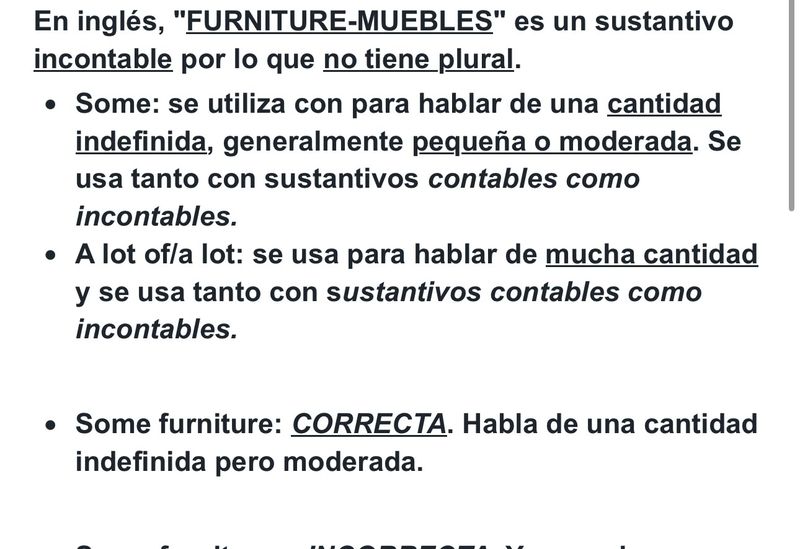 En inglés, "FURNITURE-MUEBLES" es un sustantivo
incontable por lo que no tiene plural.
• Some: se utiliza con para hablar de una cantidad
indefinida, generalmente pequeña o moderada. Se
usa tanto con sustantivos contables como
incontables.
• A lot of/a lot: se usa para hablar de mucha cantidad
y se usa tanto con sustantivos contables como
incontables.
• Some furniture: CORRECTA. Habla de una cantidad
indefinida pero moderada.